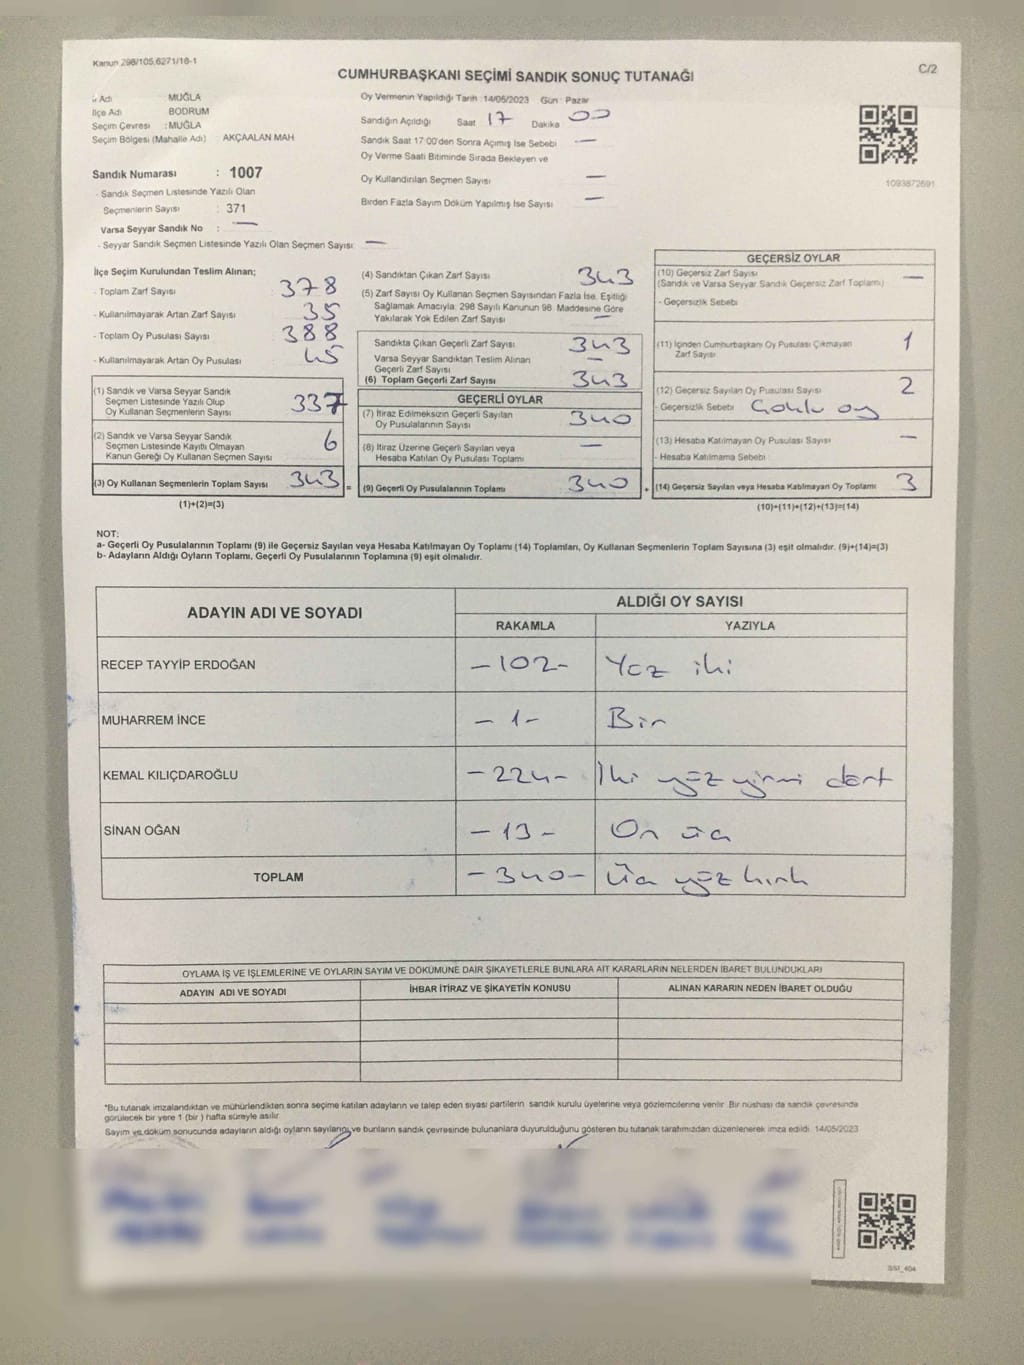 Kanun 298/105,6271/18-1
C/2
CUMHURBAŞKANI SEÇİMİ SANDIK SONUÇ TUTANAĞI
Adı MUĞLA
İlçe Adı BODRUM
Seçim Çevresi : MUĞLA
Seçim Bölgesi (Mahalle Adı) : AKÇAALAN MAH
Sandık Numarası : 1007
- Sandık Seçmen Listesinde Yazılı Olan
Seçmenlerin Sayısı : 371
Varsa Seyyar Sandık No : —
- Seyyar Sandık Seçmen Listesinde Yazılı Olan Seçmen Sayısı : —
Oy Vermenin Yapıldığı Tarih : 14/05/2023 Gün : Pazar
Sandığın Açıldığı Saat 17 Dakika 00
Sandık Saat 17:00'den Sonra Açımış İse Sebebi —
Oy Verme Saati Bitiminde Sırada Bekleyen ve
Oy Kullandırılan Seçmen Sayısı —
Birden Fazla Sayım Döküm Yapılmış İse Sayısı —
1093872691
İlçe Seçim Kurulundan Teslim Alınan;
- Toplam Zarf Sayısı 378
- Kullanılmayarak Artan Zarf Sayısı 35
- Toplam Oy Pusulası Sayısı 388
- Kullanılmayarak Artan Oy Pusulası 45
(1) Sandık ve Varsa Seyyar Sandık
Seçmen Listesinde Yazılı Olup
Oy Kullanan Seçmenlerin Sayısı 337
(2) Sandık ve Varsa Seyyar Sandık
Seçmen Listesinde Kayıtlı Olmayan
Kanun Gereği Oy Kullanan Seçmen Sayısı 6
(3) Oy Kullanan Seçmenlerin Toplam Sayısı 343 =
(1)+(2)=(3)
(4) Sandıktan Çıkan Zarf Sayısı 343
(5) Zarf Sayısı Oy Kullanan Seçmen Sayısından Fazla İse, Eşitliği
Sağlamak Amacıyla; 298 Sayılı Kanunun 98. Maddesine Göre
Yakılarak Yok Edilen Zarf Sayısı —
Sandıkta Çıkan Geçerli Zarf Sayısı 343
Varsa Seyyar Sandıktan Teslim Alınan
Geçerli Zarf Sayısı —
(6) Toplam Geçerli Zarf Sayısı 343
GEÇERLİ OYLAR
(7) İtiraz Edilmeksizin Geçerli Sayılan
Oy Pusulalarının Sayısı 340
(8) İtiraz Üzerine Geçerli Sayılan veya
Hesaba Katılan Oy Pusulası Toplamı —
(9) Geçerli Oy Pusulalarının Toplamı 340 +
GEÇERSİZ OYLAR
(10) Geçersiz Zarf Sayısı —
(Sandık ve Varsa Seyyar Sandık Geçersiz Zarf Toplamı)
- Geçersizlik Sebebi
(11) İçinden Cumhurbaşkanı Oy Pusulası Çıkmayan
Zarf Sayısı 1
(12) Geçersiz Sayılan Oy Pusulası Sayısı 2
- Geçersizlik Sebebi Çoklu oy
(13) Hesaba Katılmayan Oy Pusulası Sayısı —
- Hesaba Katılmama Sebebi
(14) Geçersiz Sayılan veya Hesaba Katılmayan Oy Toplamı 3
(10)+(11)+(12)+(13)=(14)
NOT:
a- Geçerli Oy Pusulalarının Toplamı (9) ile Geçersiz Sayılan veya Hesaba Katılmayan Oy Toplamı (14) Toplamları, Oy Kullanan Seçmenlerin Toplam Sayısına (3) eşit olmalıdır. (9)+(14)=(3)
b- Adayların Aldığı Oyların Toplamı, Geçerli Oy Pusulalarının Toplamına (9) eşit olmalıdır.
ADAYIN ADI VE SOYADI
ALDIĞI OY SAYISI
RAKAMLA YAZIYLA
RECEP TAYYİP ERDOĞAN -102- Yüz iki
MUHARREM İNCE -1- Bir
KEMAL KILIÇDAROĞLU -224- İki yüz yirmi dört
SİNAN OĞAN -13- On üç
TOPLAM -340- Üç yüz kırk
OYLAMA İŞ VE İŞLEMLERİNE VE OYLARIN SAYIM VE DÖKÜMÜNE DAİR ŞİKAYETLERLE BUNLARA AİT KARARLARIN NELERDEN İBARET BULUNDUKLARI
ADAYIN ADI VE SOYADI İHBAR İTİRAZ VE ŞİKAYETİN KONUSU ALINAN KARARIN NEDEN İBARET OLDUĞU
*Bu tutanak imzalandıktan ve mühürlendikten sonra seçime katılan adayların ve talep eden siyasi partilerin sandık kurulu üyelerine veya gözlemcilerine verilir. Bir nüshası da sandık çevresinde
görülecek bir yere 1 (bir) hafta süreyle asılır.
Sayım ve döküm sonucunda adayların aldığı oyların sayılarını ve bunların sandık çevresinde bulunanlara duyurulduğunu gösteren bu tutanak tarafımızdan düzenlenerek imza edildi. 14/05/2023
SSI_404